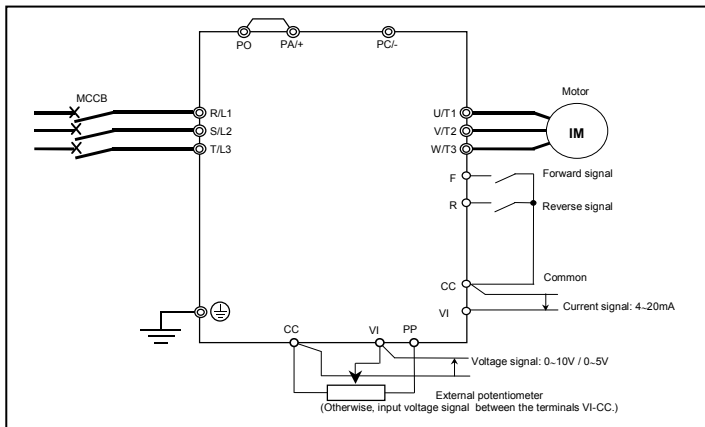 PO PA/+ PC/-
MCCB
Motor
R/L1 U/T1
S/L2 V/T2 IM
T/L3 W/T3
F Forward signal
R Reverse signal
Common
CC
Current signal: 4~20mA
VI
CC VI PP
Voltage signal: 0~10V / 0~5V
External potentiometer
(Otherwise, input voltage signal between the terminals VI-CC.)